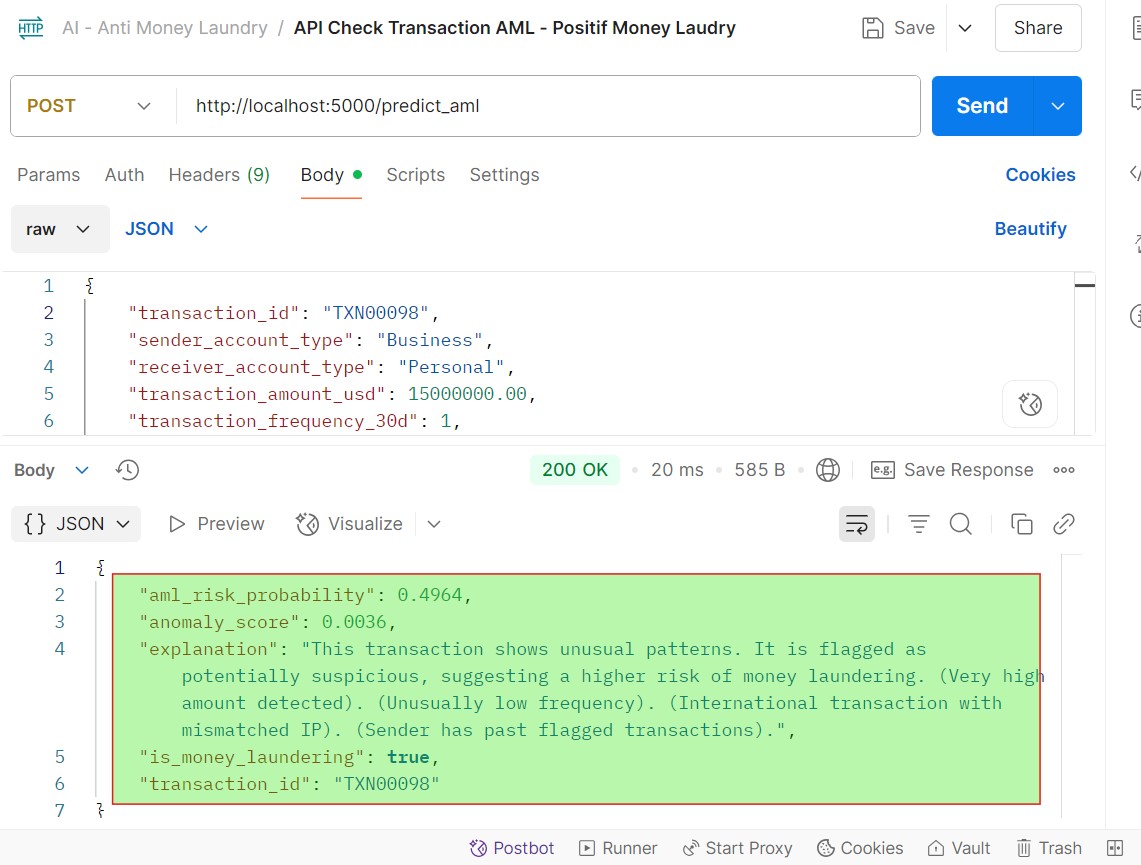 HTTP AI - Anti Money Laundry / API Check Transaction AML - Positif Money Laudry Save Share
POST http://localhost:5000/predict_aml Send
Params Auth Headers (9) Body Scripts Settings Cookies
raw JSON Beautify
1 {
2 "transaction_id": "TXN00098",
3 "sender_account_type": "Business",
4 "receiver_account_type": "Personal",
5 "transaction_amount_usd": 15000000.00,
6 "transaction_frequency_30d": 1,
Body 200 OK 20 ms 585 B e.g. Save Response
{} JSON Preview Visualize
1 {
2 "aml_risk_probability": 0.4964,
3 "anomaly_score": 0.0036,
4 "explanation": "This transaction shows unusual patterns. It is flagged as
potentially suspicious, suggesting a higher risk of money laundering. (Very high
amount detected). (Unusually low frequency). (International transaction with
mismatched IP). (Sender has past flagged transactions).",
5 "is_money_laundering": true,
6 "transaction_id": "TXN00098"
7 }
Postbot Runner Start Proxy Cookies Vault Trash